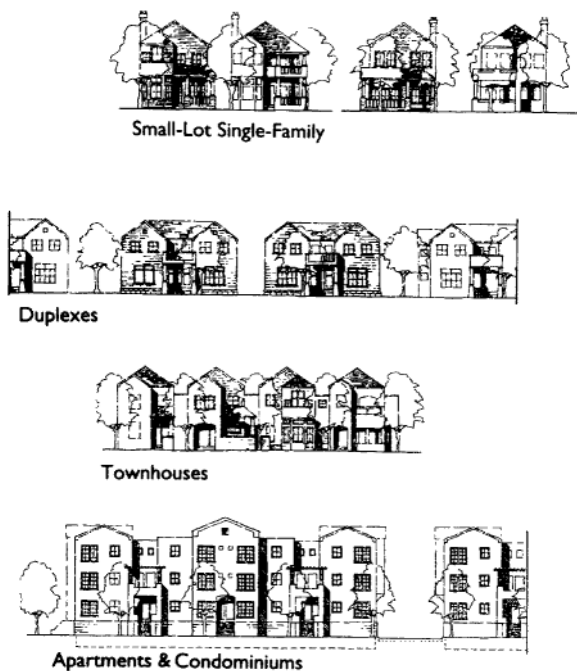 Small-Lot Single-Family
Duplexes
Townhouses
Apartments & Condominiums